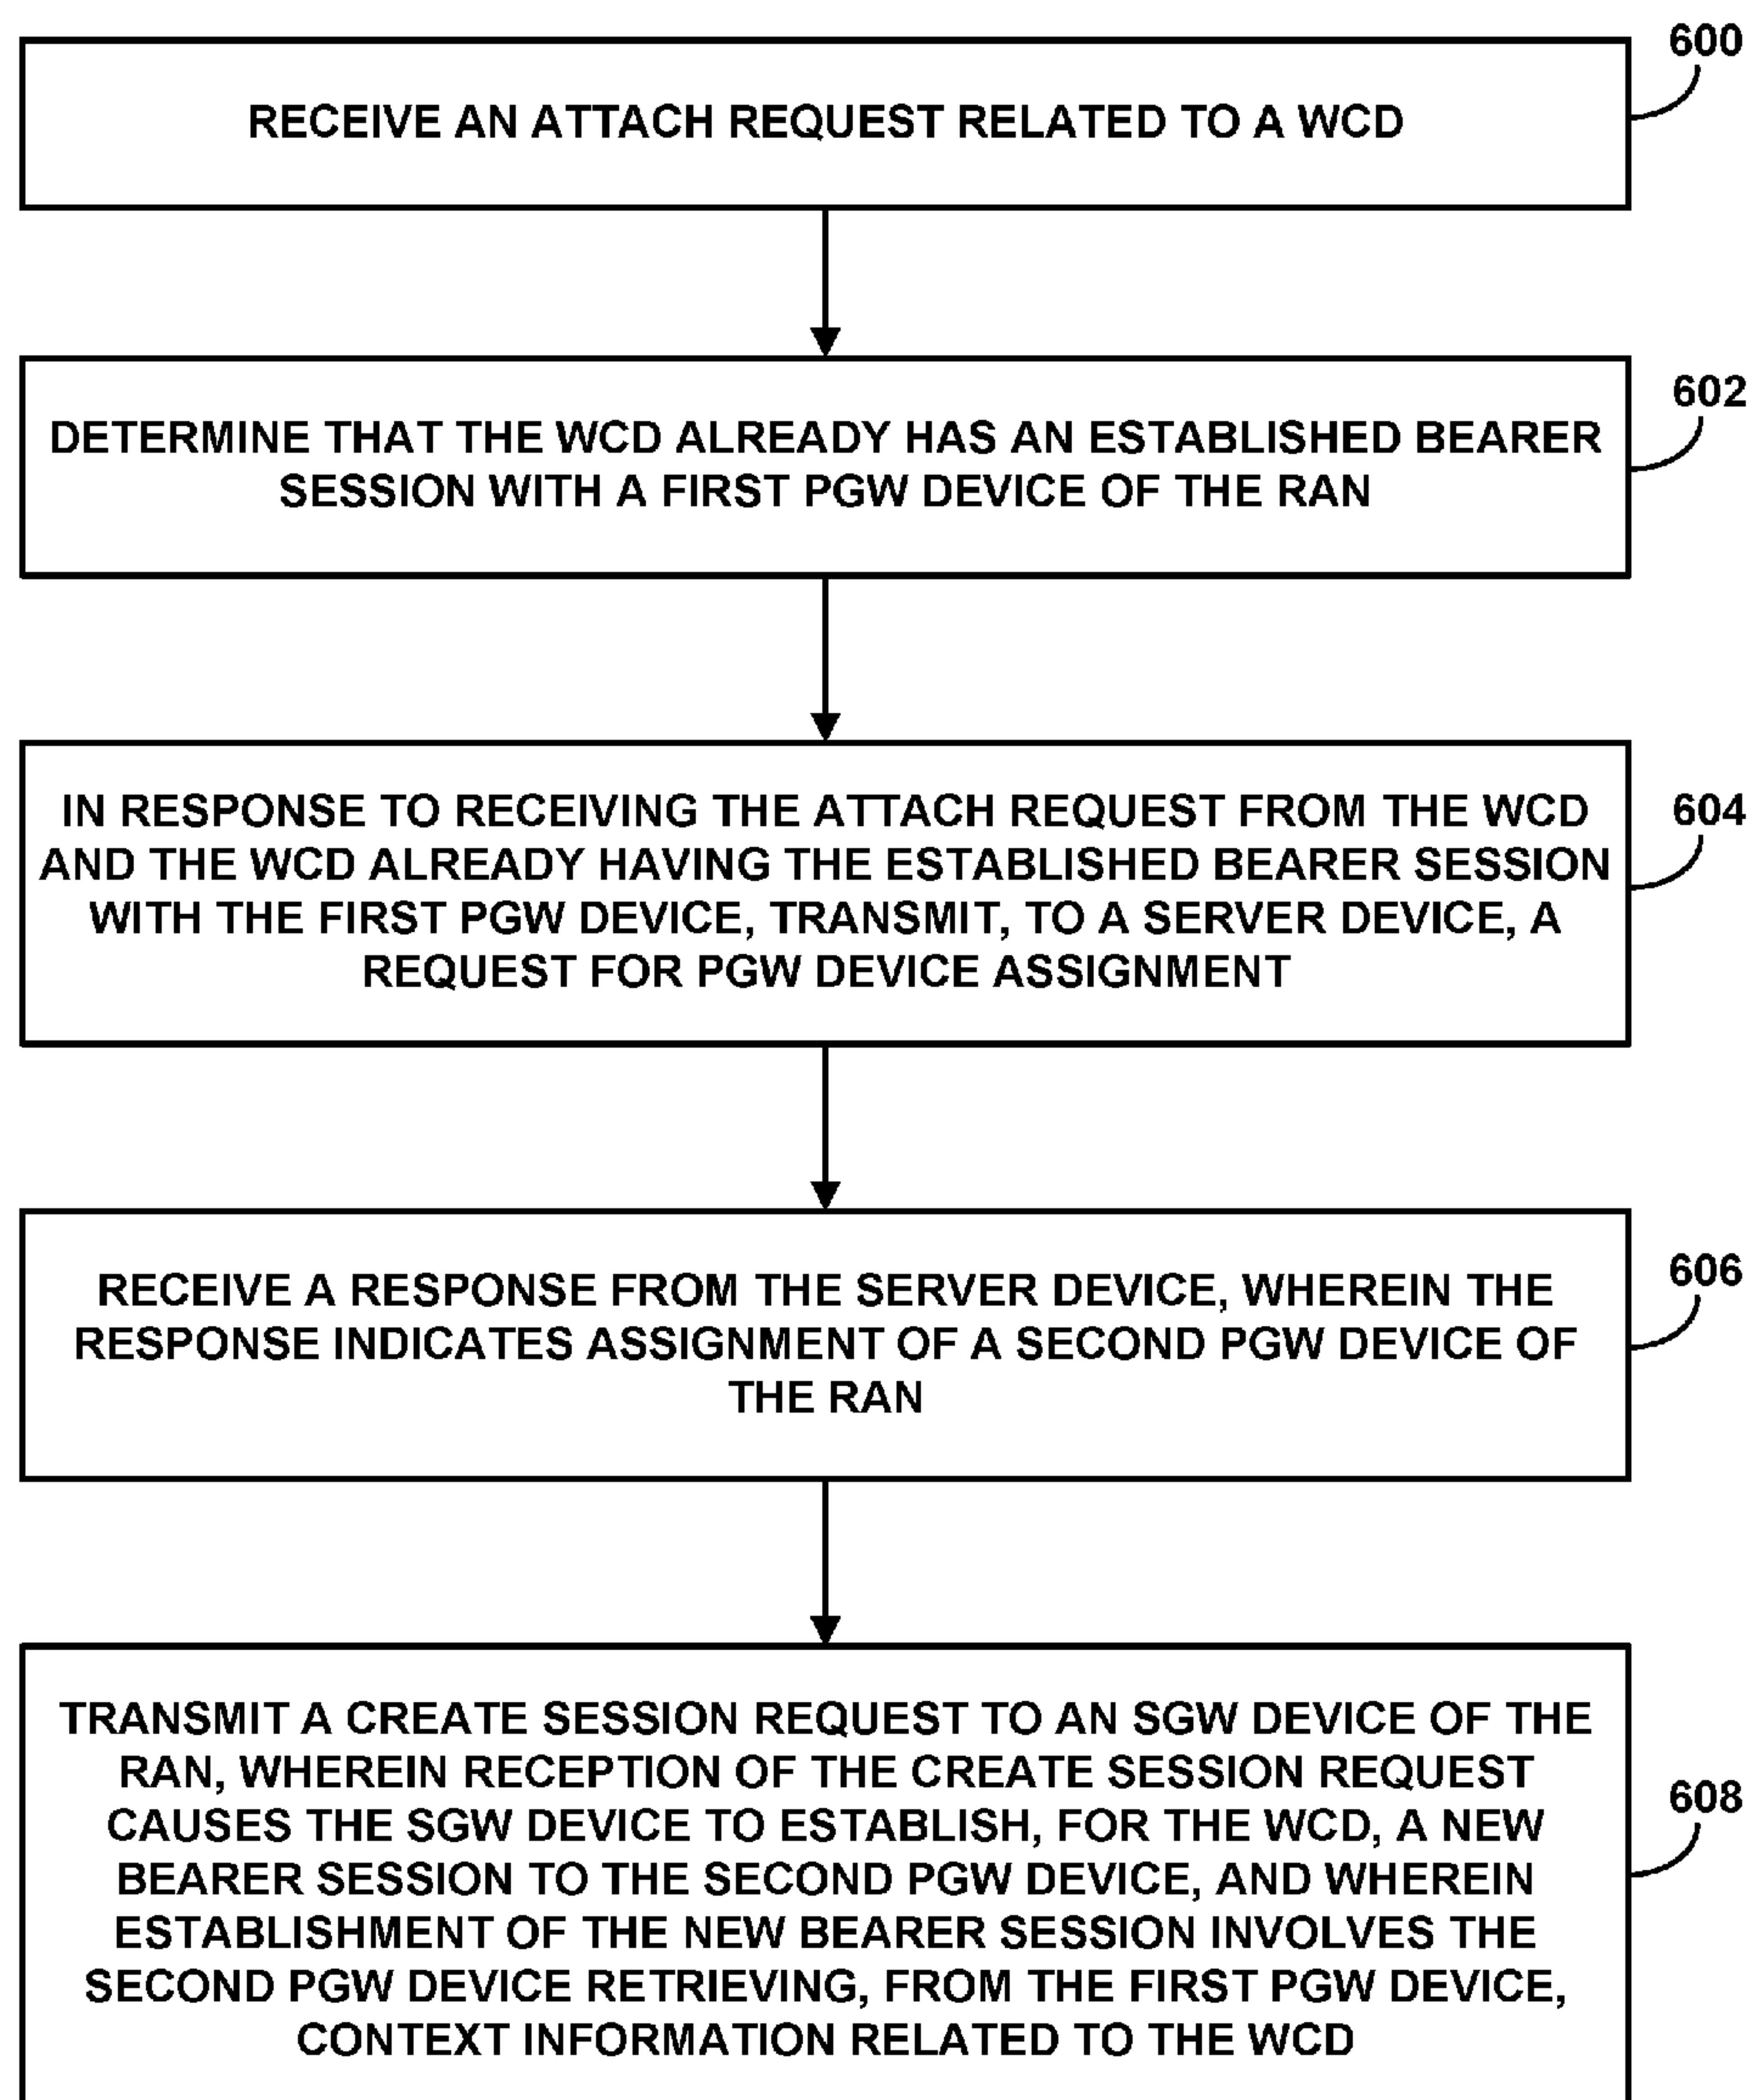 600
RECEIVE AN ATTACH REQUEST RELATED TO A WCD
602
DETERMINE THAT THE WCD ALREADY HAS AN ESTABLISHED BEARER
SESSION WITH A FIRST PGW DEVICE OF THE RAN
604
IN RESPONSE TO RECEIVING THE ATTACH REQUEST FROM THE WCD
AND THE WCD ALREADY HAVING THE ESTABLISHED BEARER SESSION
WITH THE FIRST PGW DEVICE, TRANSMIT, TO A SERVER DEVICE, A
REQUEST FOR PGW DEVICE ASSIGNMENT
606
RECEIVE A RESPONSE FROM THE SERVER DEVICE, WHEREIN THE
RESPONSE INDICATES ASSIGNMENT OF A SECOND PGW DEVICE OF
THE RAN
608
TRANSMIT A CREATE SESSION REQUEST TO AN SGW DEVICE OF THE
RAN, WHEREIN RECEPTION OF THE CREATE SESSION REQUEST
CAUSES THE SGW DEVICE TO ESTABLISH, FOR THE WCD, A NEW
BEARER SESSION TO THE SECOND PGW DEVICE, AND WHEREIN
ESTABLISHMENT OF THE NEW BEARER SESSION INVOLVES THE
SECOND PGW DEVICE RETRIEVING, FROM THE FIRST PGW DEVICE,
CONTEXT INFORMATION RELATED TO THE WCD